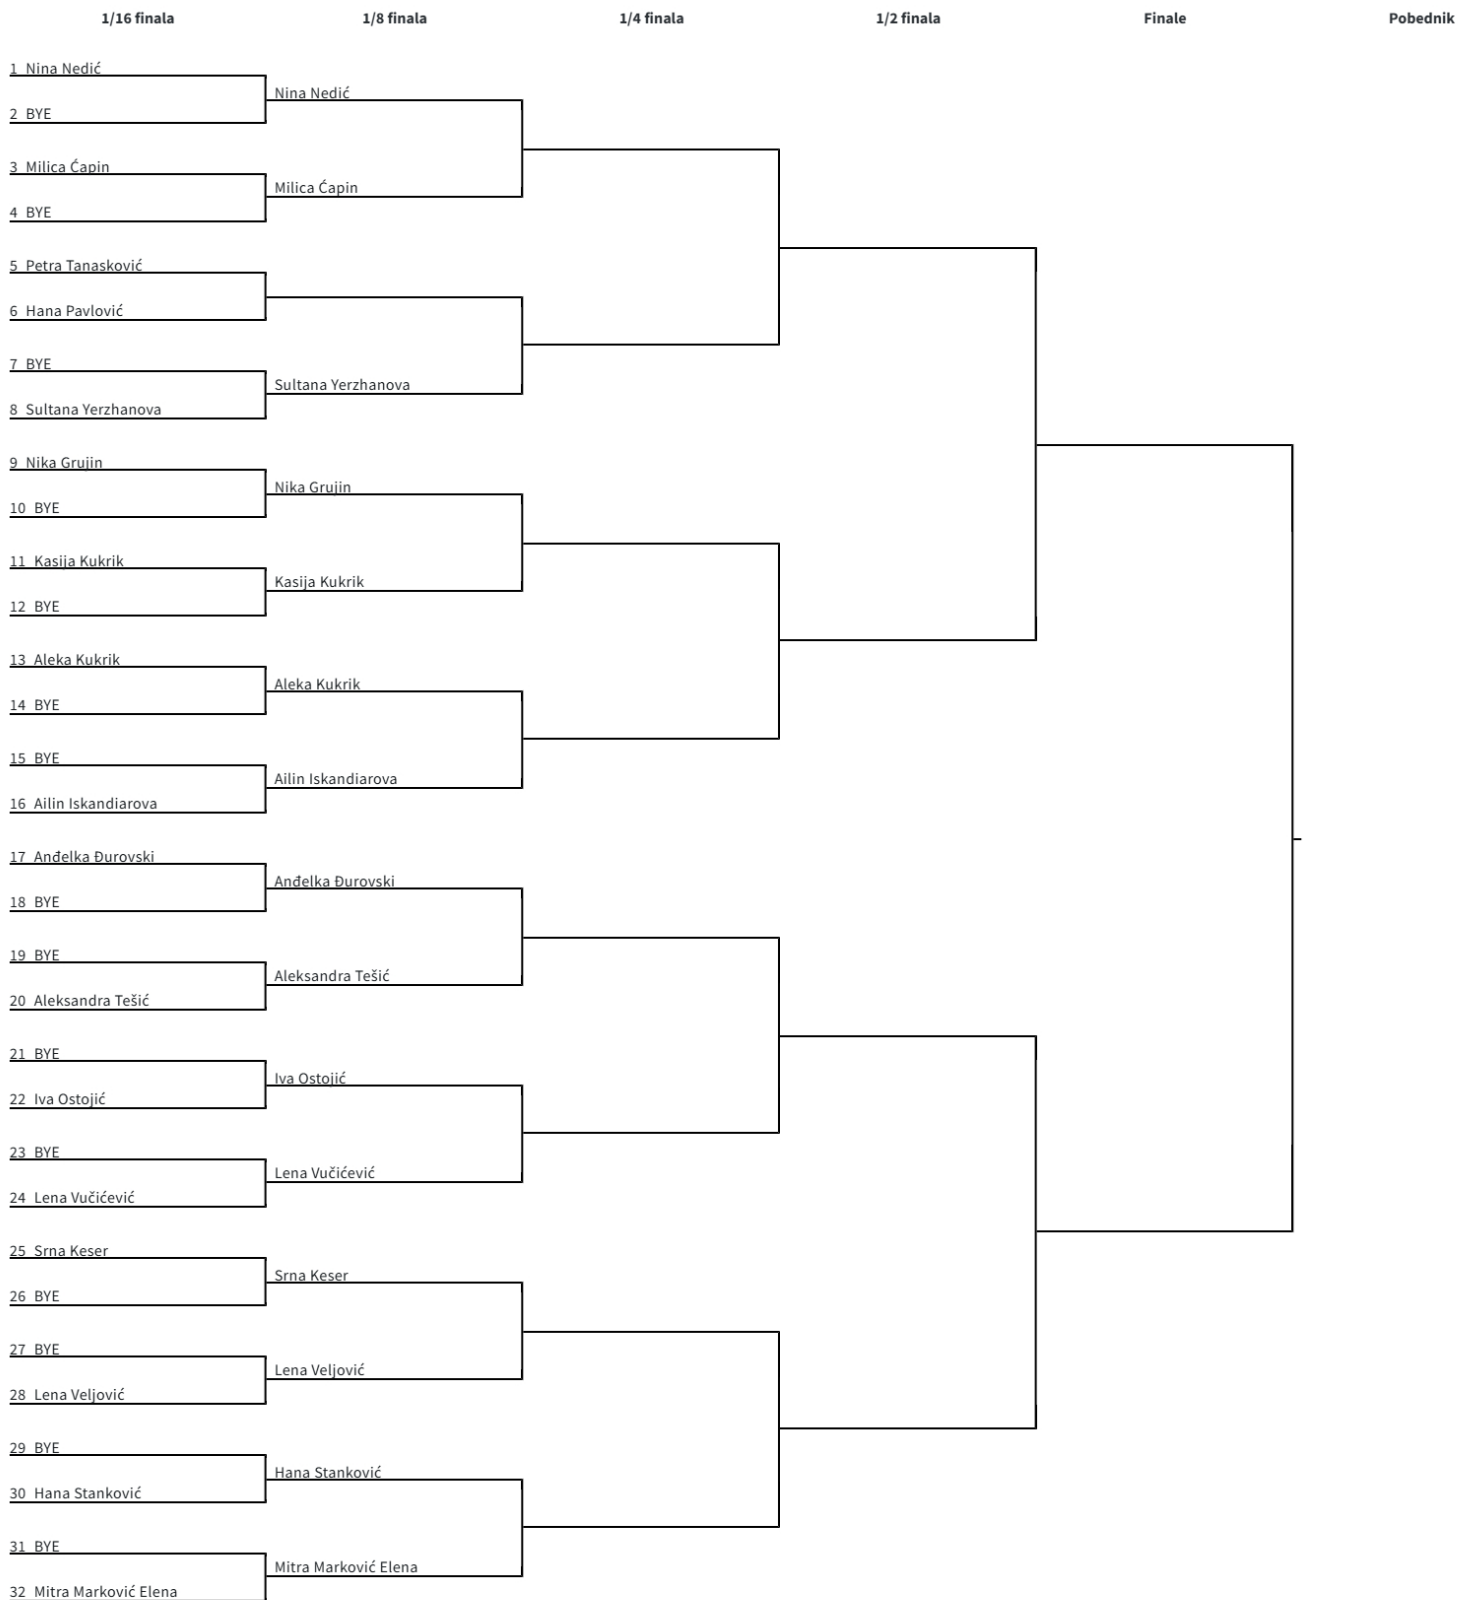 1/16 finala 1/8 finala 1/4 finala 1/2 finala Finale Pobednik
1 Nina Nedić
Nina Nedić
2 BYE
3 Milica Ćapin
Milica Ćapin
4 BYE
5 Petra Tanasković
6 Hana Pavlović
7 BYE
Sultana Yerzhanova
8 Sultana Yerzhanova
9 Nika Grujin
Nika Grujin
10 BYE
11 Kasija Kukrik
Kasija Kukrik
12 BYE
13 Aleka Kukrik
Aleka Kukrik
14 BYE
15 BYE
Ailin Iskandiarova
16 Ailin Iskandiarova
17 Anđelka Đurovski
Anđelka Đurovski
18 BYE
19 BYE
Aleksandra Tešić
20 Aleksandra Tešić
21 BYE
Iva Ostojić
22 Iva Ostojić
23 BYE
Lena Vučićević
24 Lena Vučićević
25 Srna Keser
Srna Keser
26 BYE
27 BYE
Lena Veljović
28 Lena Veljović
29 BYE
Hana Stanković
30 Hana Stanković
31 BYE
Mitra Marković Elena
32 Mitra Marković Elena